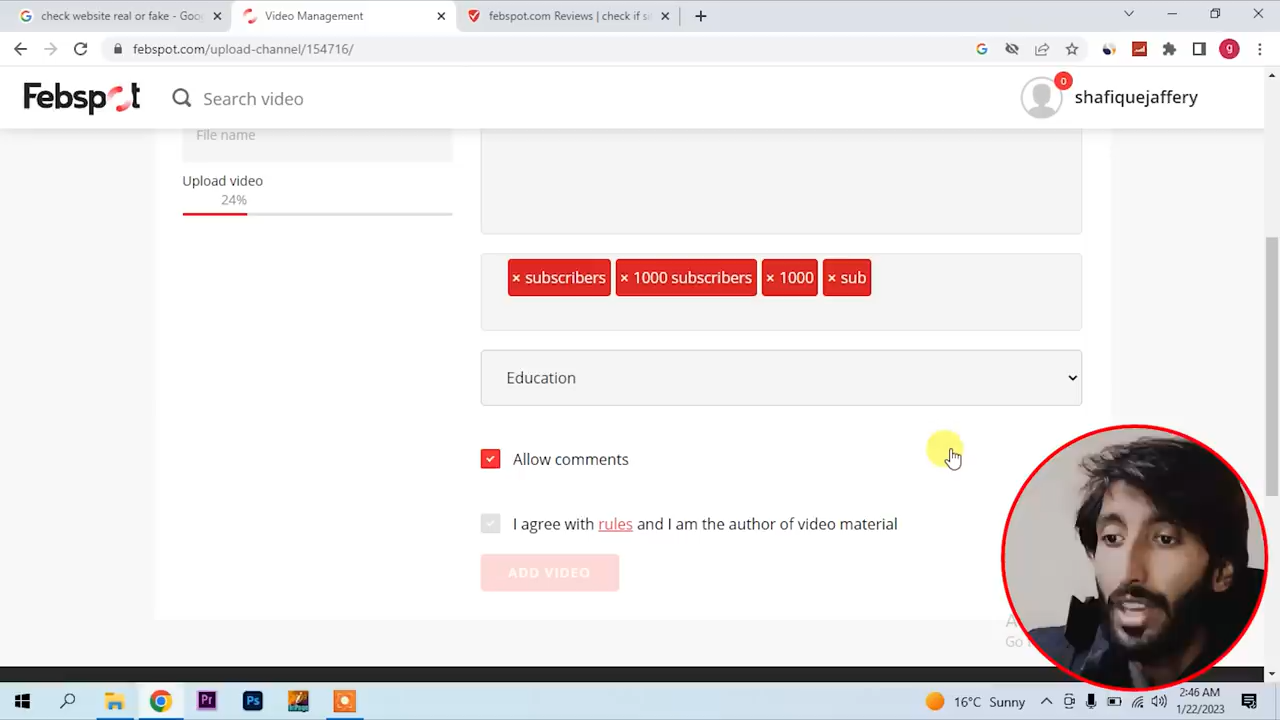 check website real or fake - Goo
Video Management
febspot.com Reviews | check if si
febspot.com/upload-channel/154716/
g
Febspot
Search video
0
shafiquejaffery
File name
Upload video
24%
× subscribers
× 1000 subscribers
× 1000
× sub
Education
Allow comments
I agree with rules and I am the author of video material
ADD VIDEO
Go
Pr
Ps
16°C Sunny
2:46 AM
1/22/2023